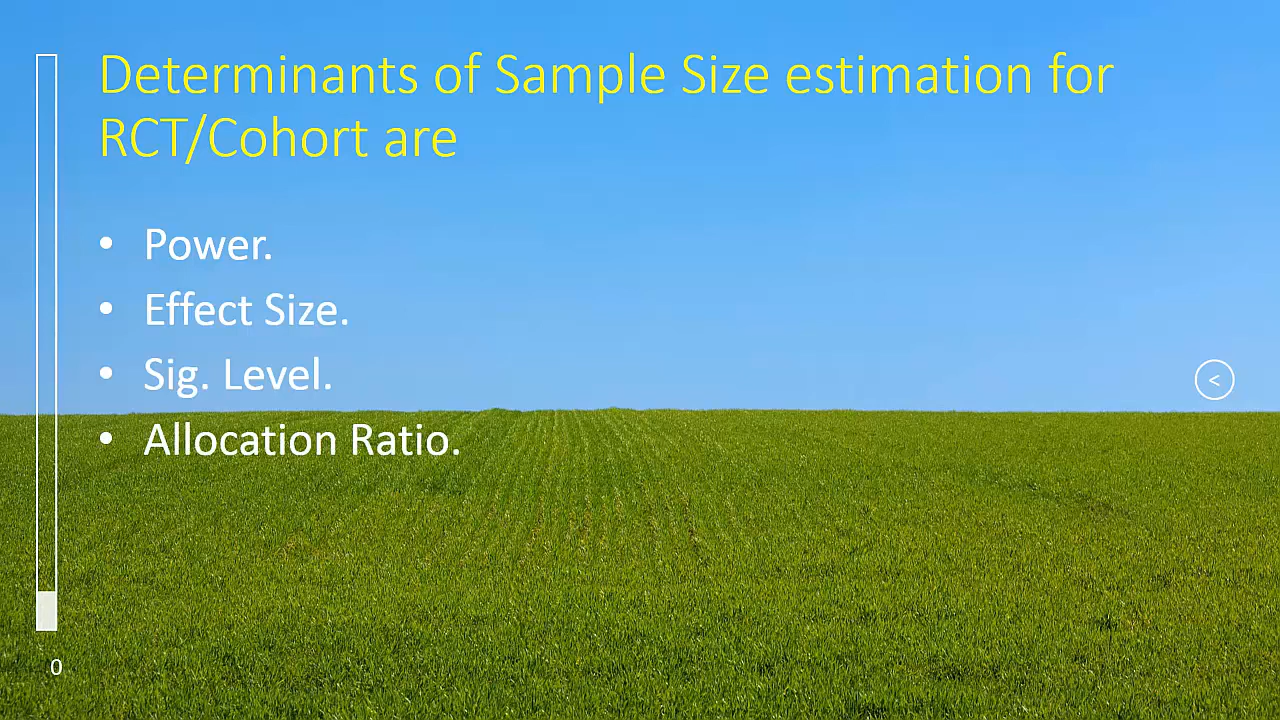 Determinants of Sample Size estimation for
RCT/Cohort are
• Power.
• Effect Size.
• Sig. Level.
• Allocation Ratio.
<
0